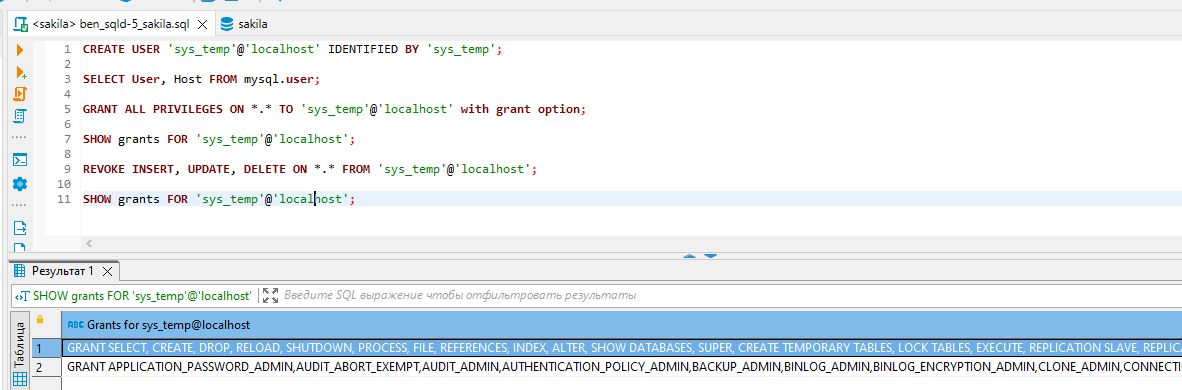 <sakila> ben_sqld-5_sakila.sql sakila
1 CREATE USER 'sys_temp'@'localhost' IDENTIFIED BY 'sys_temp';
2
3 SELECT User, Host FROM mysql.user;
4
5 GRANT ALL PRIVILEGES ON *.* TO 'sys_temp'@'localhost' with grant option;
6
7 SHOW grants FOR 'sys_temp'@'localhost';
8
9 REVOKE INSERT, UPDATE, DELETE ON *.* FROM 'sys_temp'@'localhost';
10
11 SHOW grants FOR 'sys_temp'@'localhost';
Результат 1
SHOW grants FOR 'sys_temp'@'localhost' Введите SQL выражение чтобы отфильтровать результаты
Таблица
ABC Grants for sys_temp@localhost
1 GRANT SELECT, CREATE, DROP, RELOAD, SHUTDOWN, PROCESS, FILE, REFERENCES, INDEX, ALTER, SHOW DATABASES, SUPER, CREATE TEMPORARY TABLES, LOCK TABLES, EXECUTE, REPLICATION SLAVE, REPLICA
2 GRANT APPLICATION_PASSWORD_ADMIN,AUDIT_ABORT_EXEMPT,AUDIT_ADMIN,AUTHENTICATION_POLICY_ADMIN,BACKUP_ADMIN,BINLOG_ADMIN,BINLOG_ENCRYPTION_ADMIN,CLONE_ADMIN,CONNECTI